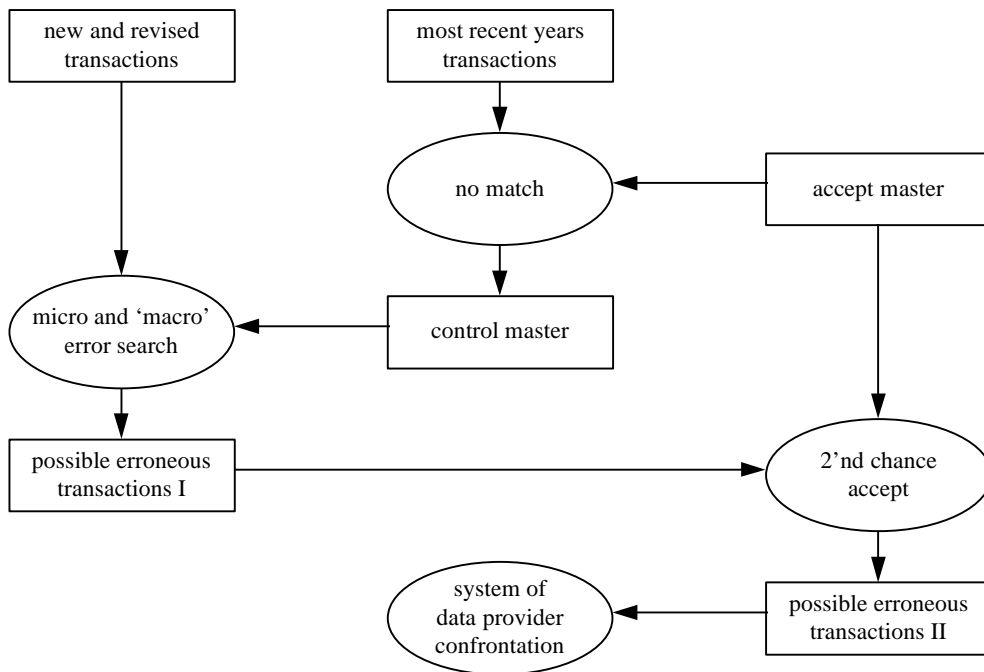 new and revised
transactions
most recent years
transactions
no match
accept master
micro and ‘macro’
error search
control master
possible erroneous
transactions I
2’nd chance
accept
system of
data provider
confrontation
possible erroneous
transactions II